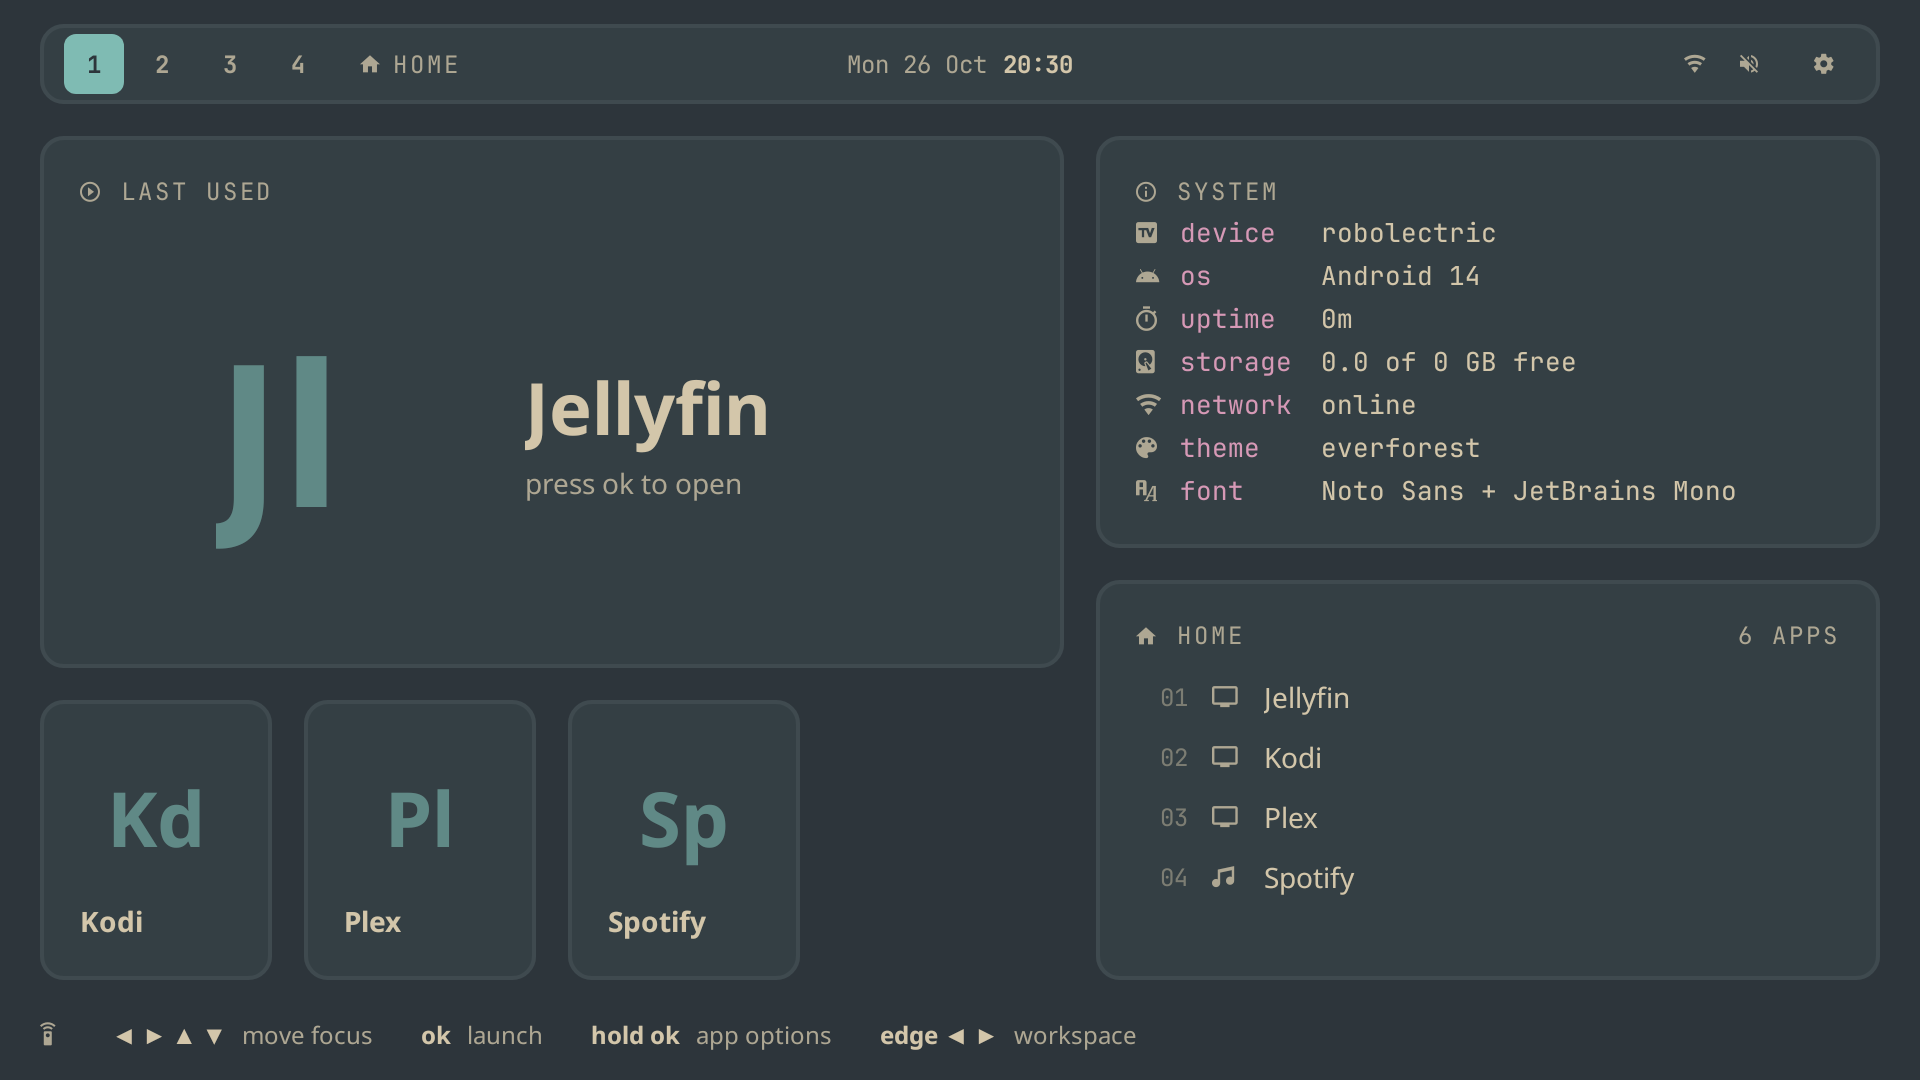 1 2 3 4 HOME Mon 26 Oct 20:30
LAST USED
Jl
Jellyfin
press ok to open
Kd
Kodi
Pl
Plex
Sp
Spotify
SYSTEM
device robolectric
os Android 14
uptime 0m
storage 0.0 of 0 GB free
network online
theme everforest
font Noto Sans + JetBrains Mono
HOME 6 APPS
01 Jellyfin
02 Kodi
03 Plex
04 Spotify
◀ ▶ ▲ ▼ move focus ok launch hold ok app options edge ◀ ▶ workspace